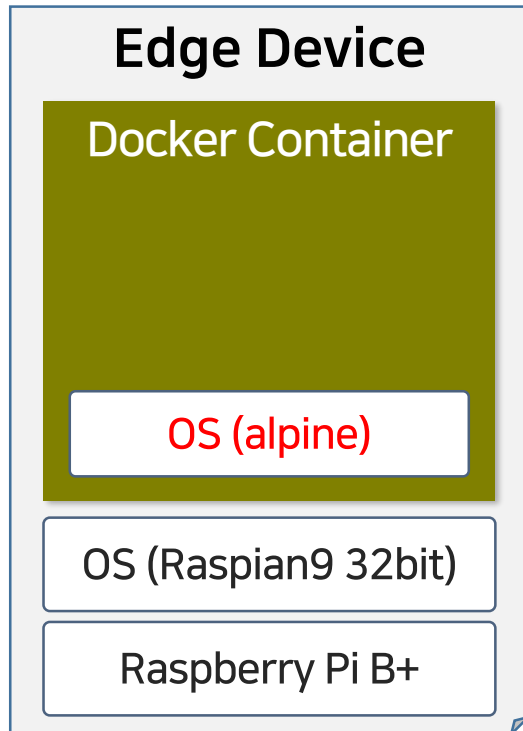 Edge Device
Docker Container
OS (alpine)
OS (Raspian9 32bit)
Raspberry Pi B+